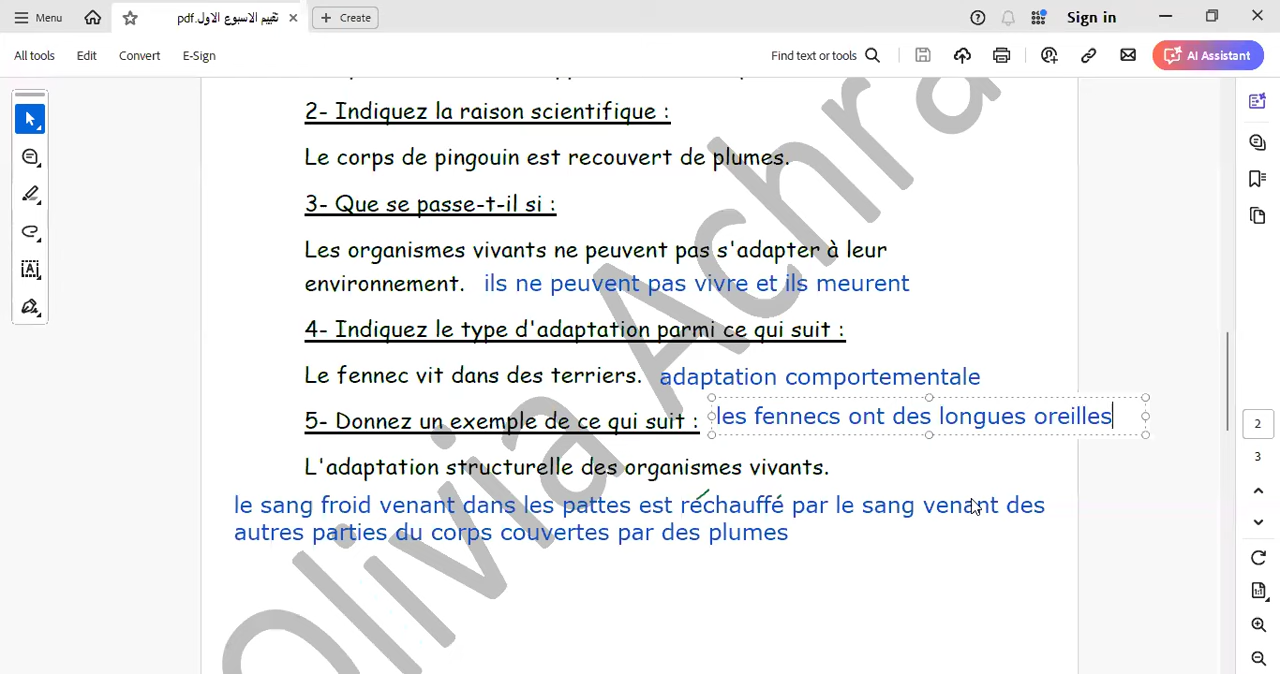 Menu
تقييم الاسبوع الاول.pdf
Create
Sign in
All tools
Edit
Convert
E-Sign
Find text or tools
AI Assistant
2- Indiquez la raison scientifique :
Le corps de pingouin est recouvert de plumes.
3- Que se passe-t-il si :
Les organismes vivants ne peuvent pas s'adapter à leur
environnement. ils ne peuvent pas vivre et ils meurent
4- Indiquez le type d'adaptation parmi ce qui suit :
Le fennec vit dans des terriers. adaptation comportementale
5- Donnez un exemple de ce qui suit : les fennecs ont des longues oreilles
L'adaptation structurelle des organismes vivants.
le sang froid venant dans les pattes est réchauffé par le sang venant des
autres parties du corps couvertes par des plumes
Olivia Achra
2
3